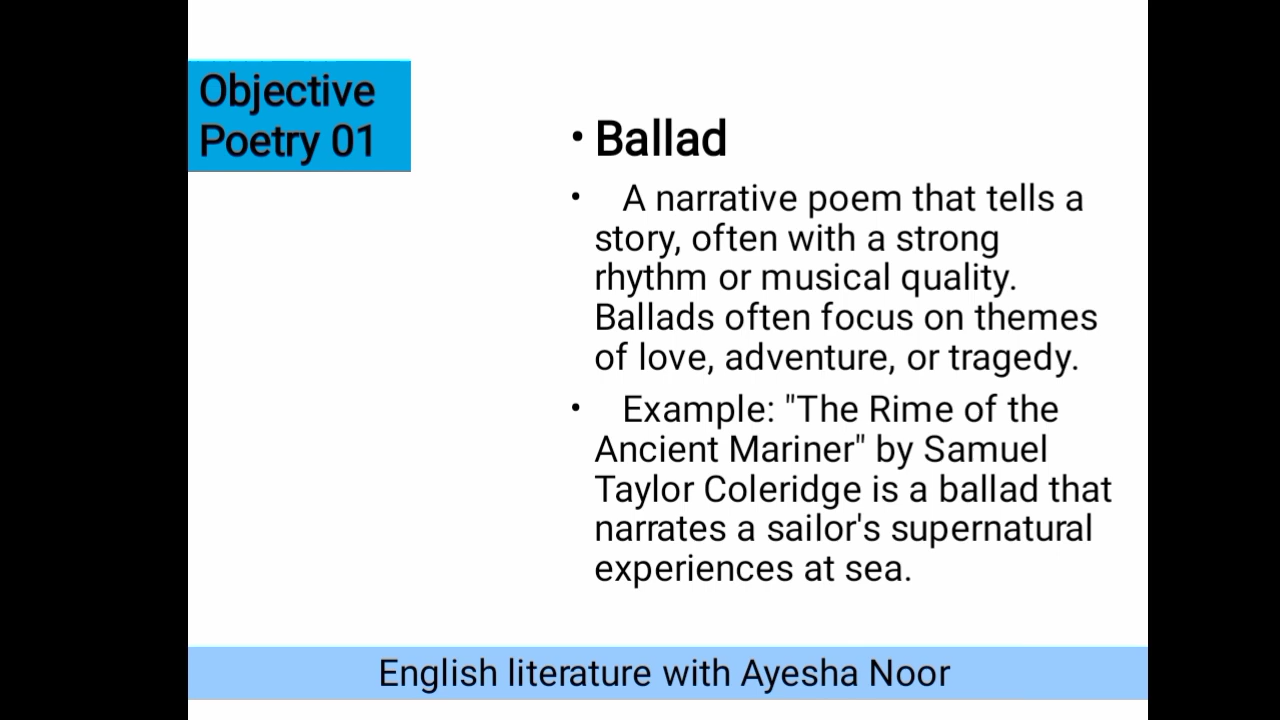 Objective
Poetry 01
• Ballad
• A narrative poem that tells a
story, often with a strong
rhythm or musical quality.
Ballads often focus on themes
of love, adventure, or tragedy.
• Example: "The Rime of the
Ancient Mariner" by Samuel
Taylor Coleridge is a ballad that
narrates a sailor's supernatural
experiences at sea.
English literature with Ayesha Noor